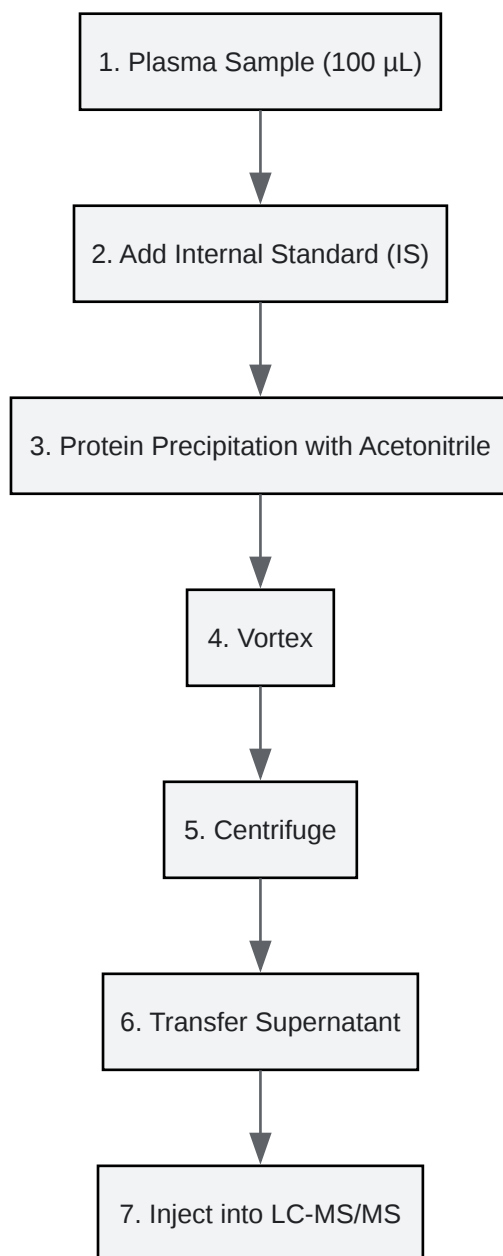 1. Plasma Sample (100 µL)
2. Add Internal Standard (IS)
3. Protein Precipitation with Acetonitrile
4. Vortex
5. Centrifuge
6. Transfer Supernatant
7. Inject into LC-MS/MS